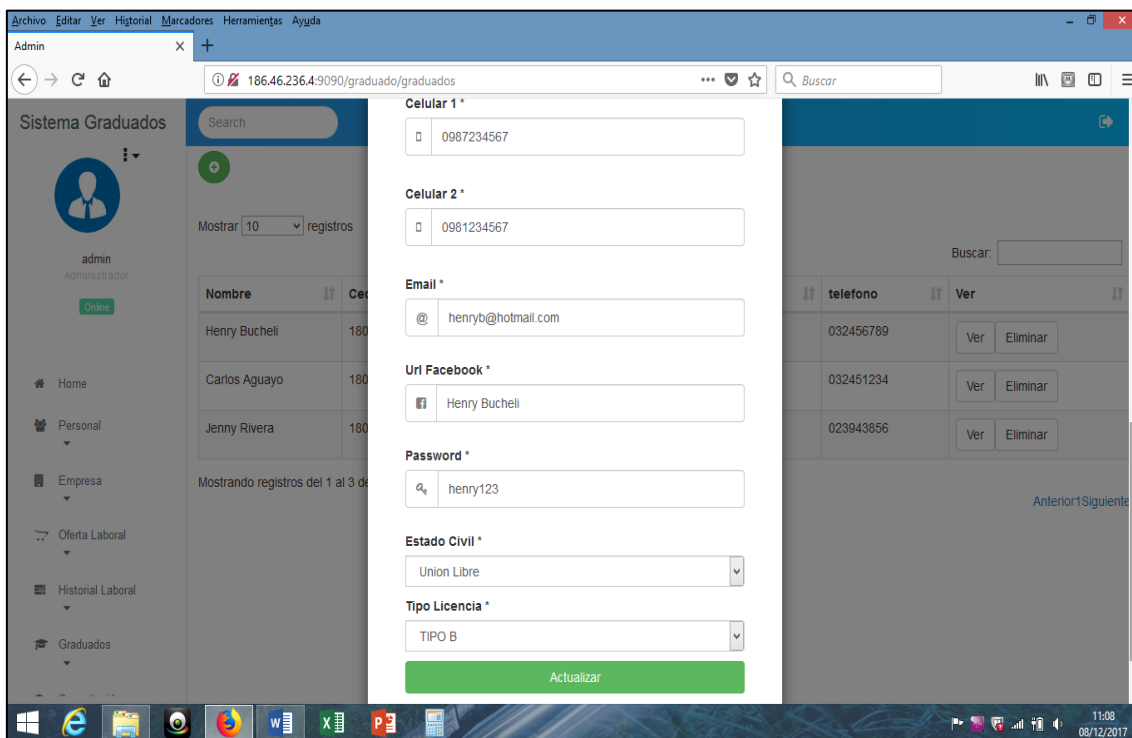 Archivo Editar Ver Historial Marcadores Herramientas Ayuda
Admin
186.46.236.4:9090/graduado/graduados
Buscar
Sistema Graduados
Search
admin
Administrador
Online
Home
Personal
Empresa
Oferta Laboral
Historial Laboral
Graduados
Mostrar 10 registros
Buscar:
Nombre Ced telefono Ver
Henry Bucheli 180 032456789 Ver Eliminar
Carlos Aguayo 180 032451234 Ver Eliminar
Jenny Rivera 180 023943856 Ver Eliminar
Mostrando registros del 1 al 3 de
Anterior1Siguiente
Celular 1 *
0987234567
Celular 2 *
0981234567
Email *
@ henryb@hotmail.com
Url Facebook *
Henry Bucheli
Password *
henry123
Estado Civil *
Union Libre
Tipo Licencia *
TIPO B
Actualizar
11:08
08/12/2017